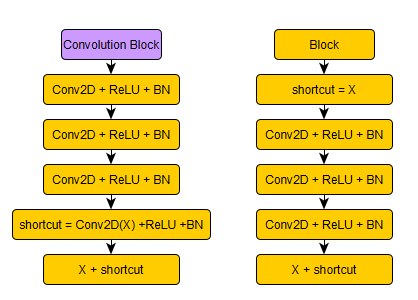 Convolution Block
Conv2D + ReLU + BN
Conv2D + ReLU + BN
Conv2D + ReLU + BN
shortcut = Conv2D(X) +ReLU +BN
X + shortcut
Block
shortcut = X
Conv2D + ReLU + BN
Conv2D + ReLU + BN
Conv2D + ReLU + BN
X + shortcut